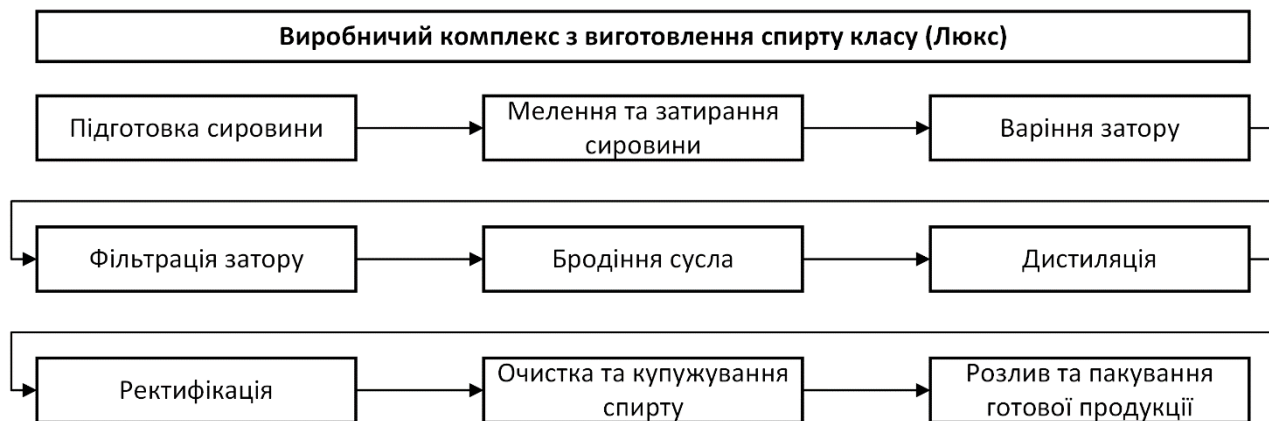 Виробничий комплекс з виготовлення спирту класу (Люкс)
Підготовка сировини
Мелення та затирання
сировини
Варіння затору
Фільтрація затору
Бродіння сусла
Дистиляція
Ректифікація
Очистка та купужування
спирту
Розлив та пакування
готової продукції